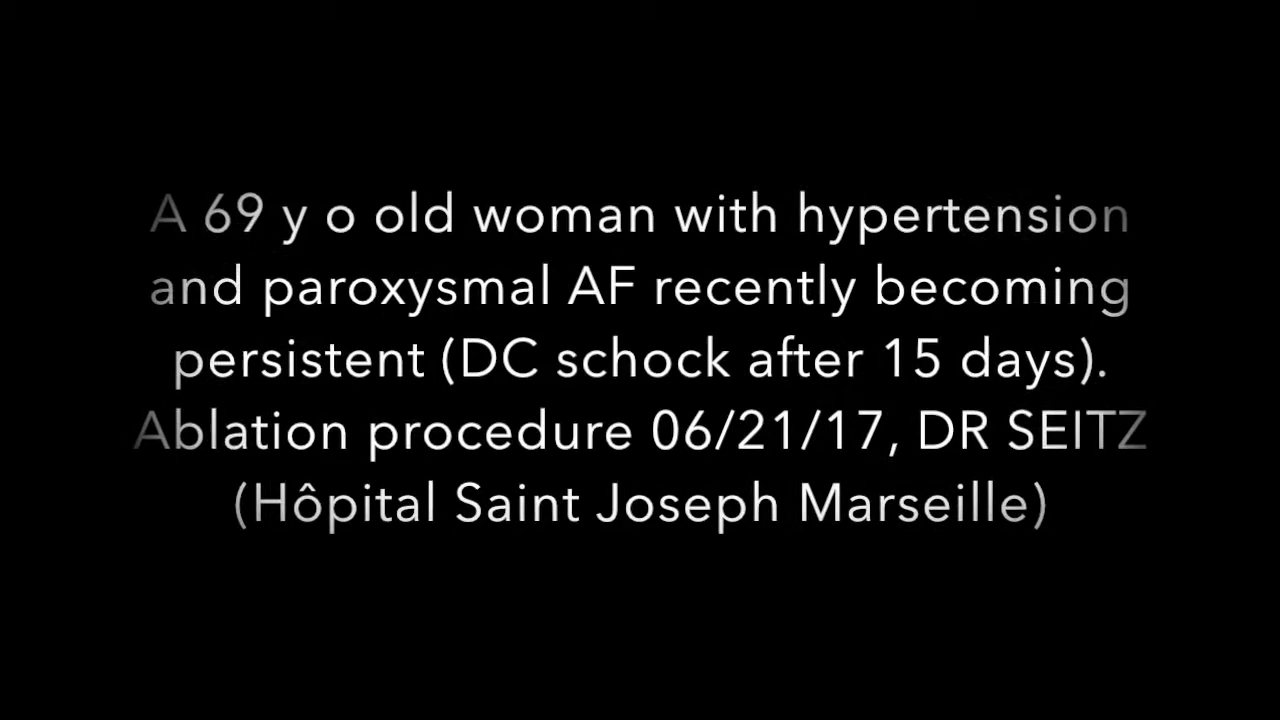 A 69 y o old woman with hypertension
and paroxysmal AF recently becoming
persistent (DC schock after 15 days).
Ablation procedure 06/21/17, DR SEITZ
(Hôpital Saint Joseph Marseille)